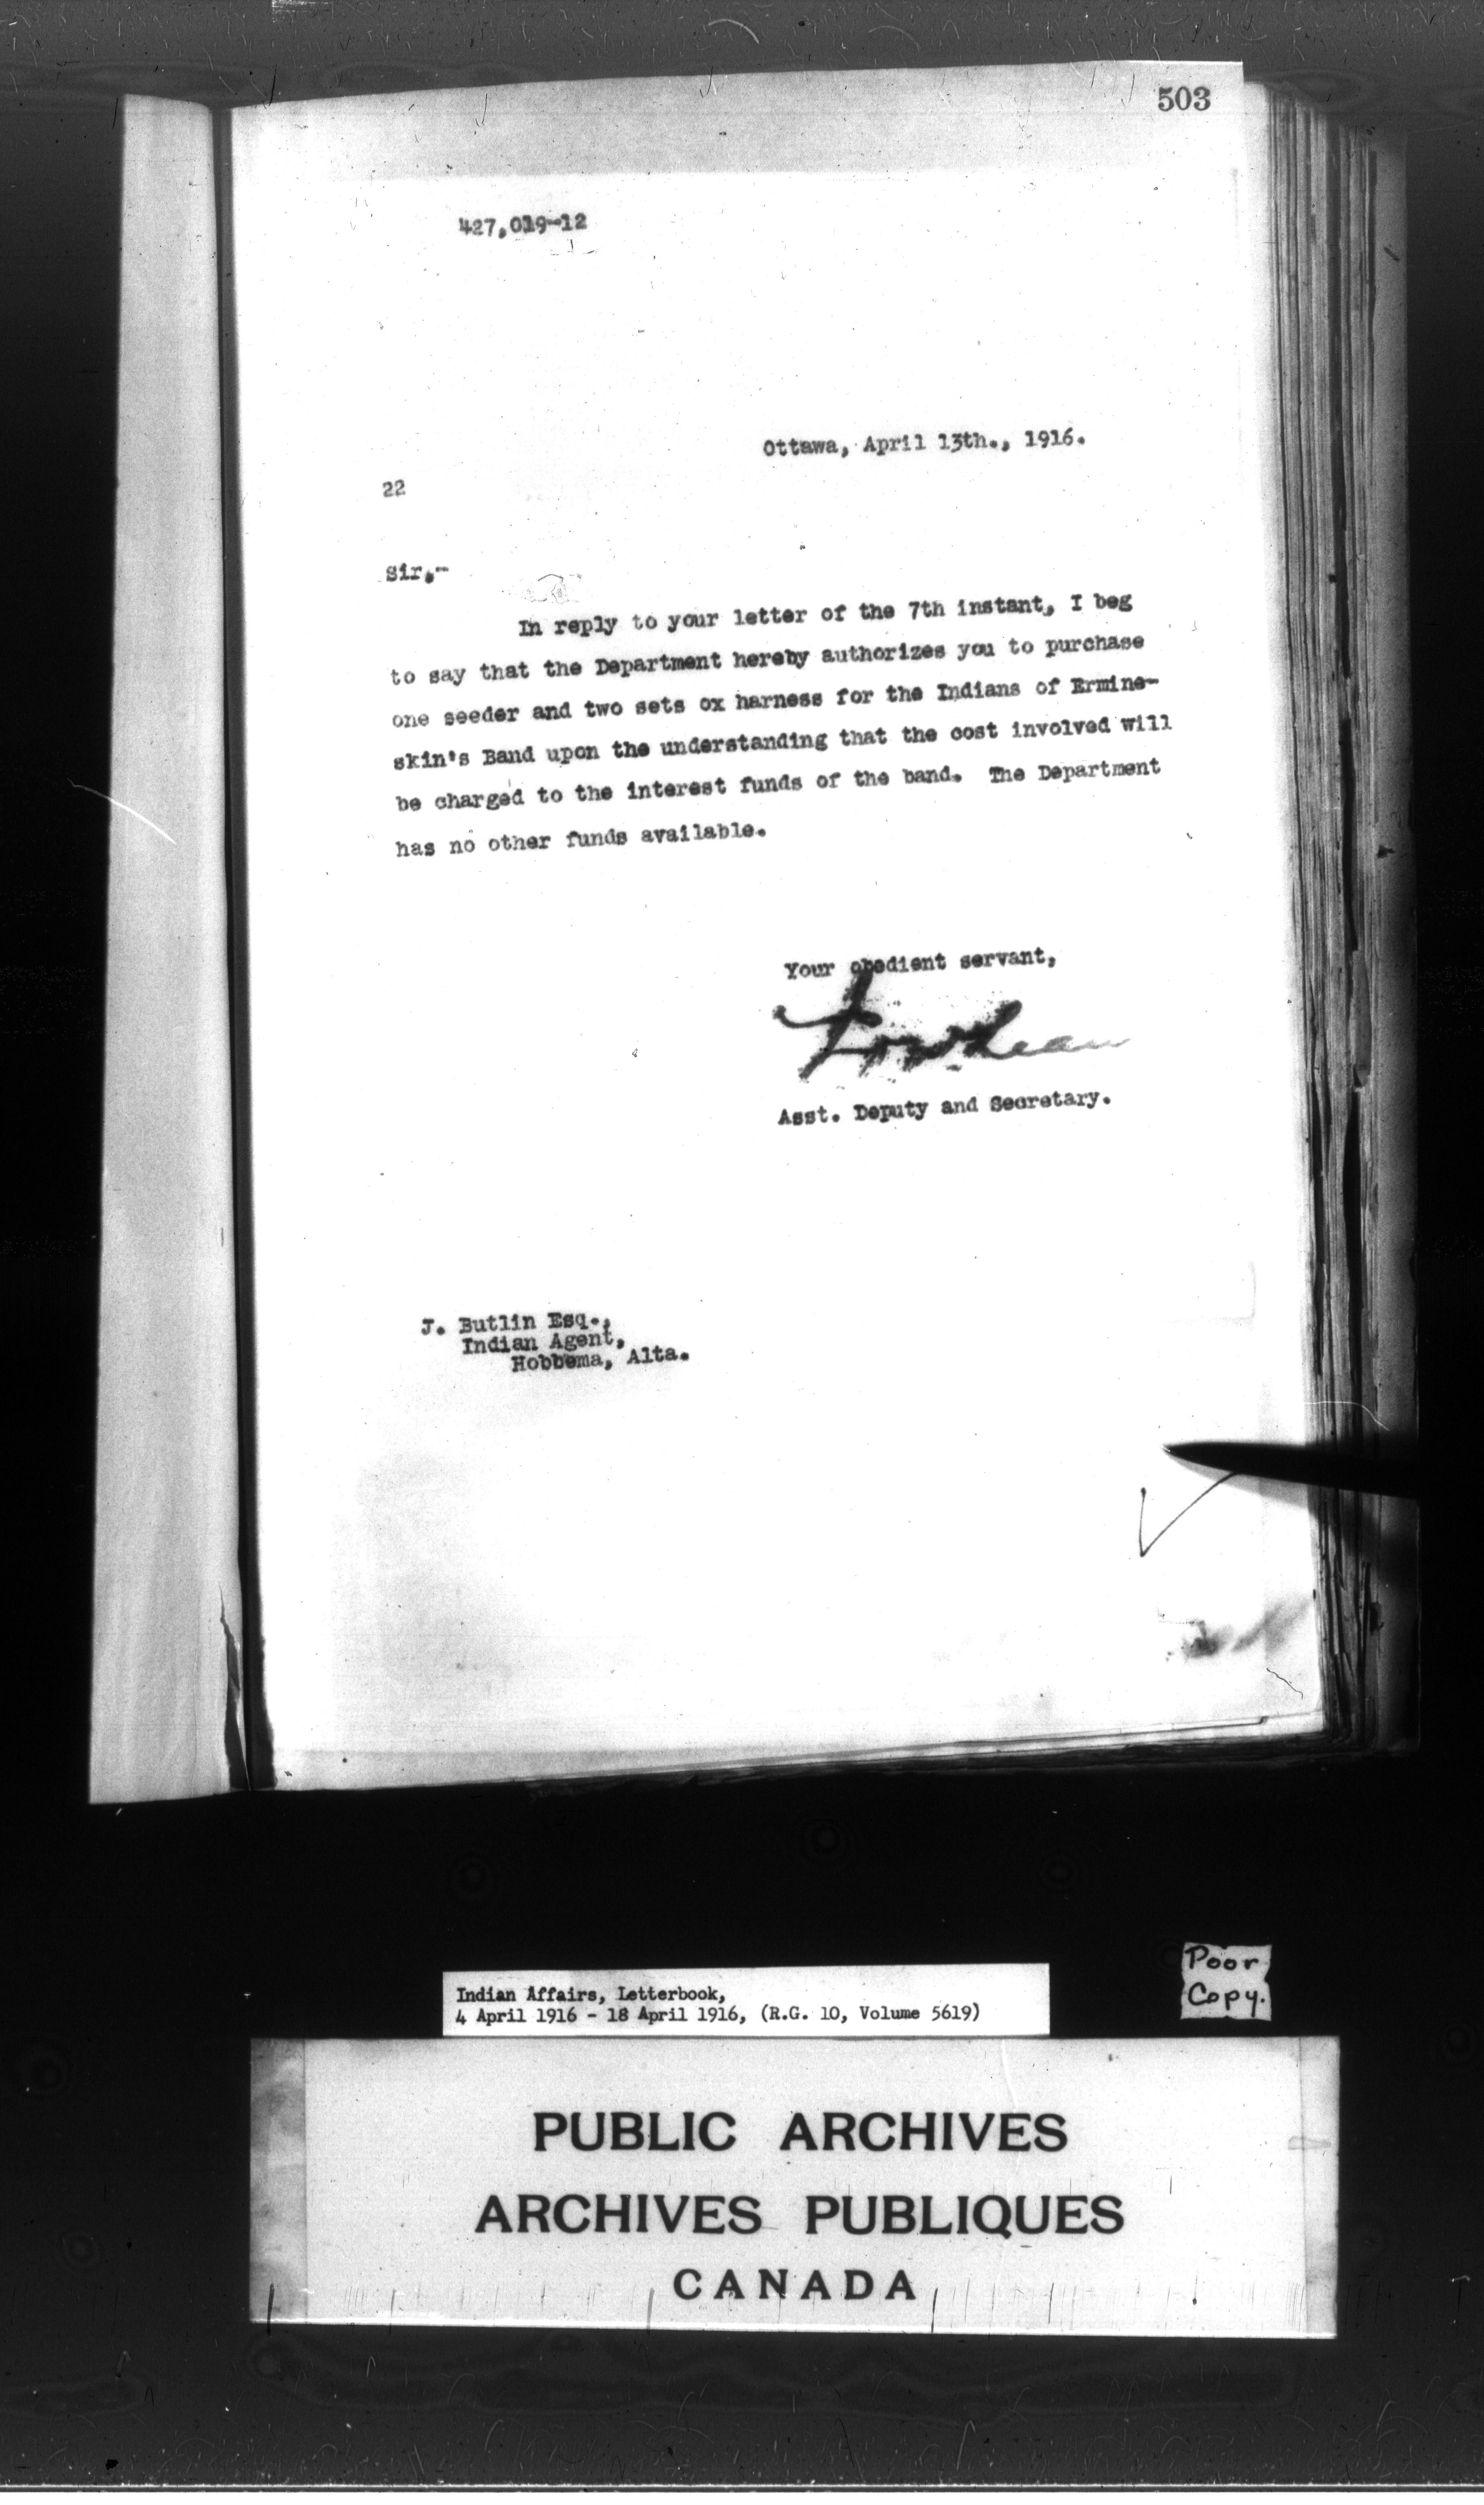 503
427,019-12
Ottawa, April 13th., 1916.
22
Sir,-
In reply to your letter of the 7th instant, I beg
to say that the Department hereby authorizes you to purchase
one seeder and two sets ox harness for the Indians of Ermine-
skin's Band upon the understanding that the cost involved will
be charged to the interest funds of the band. The Department
has no other funds available.
Your obedient servant,
Asst. Deputy and Secretary.
J. Butlin Esq.,
Indian Agent,
Hobbema, Alta.
Poor
Copy.
Indian Affairs, Letterbook,
4 April 1916 - 18 April 1916, (R.G. 10, Volume 5619)
PUBLIC ARCHIVES
ARCHIVES PUBLIQUES
CANADA